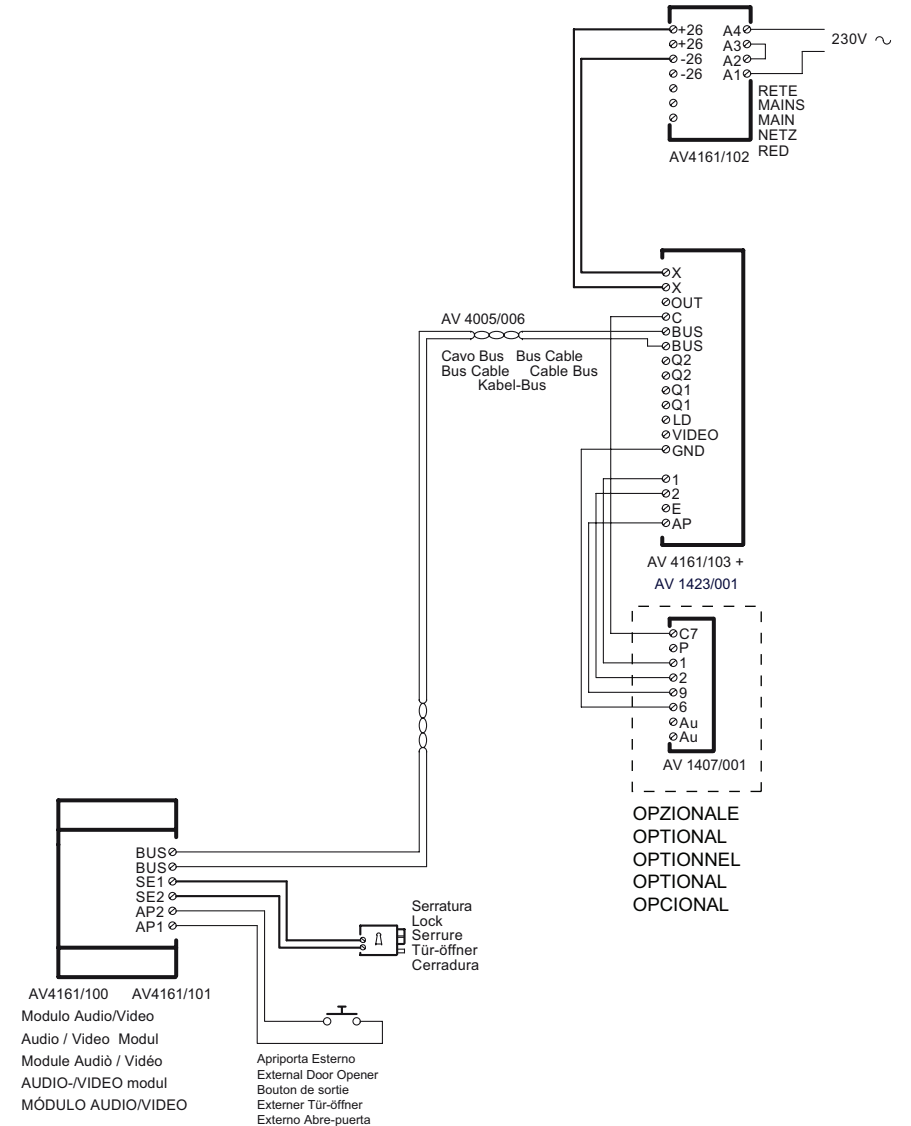 +26 A4
+26 A3
-26 A2
-26 A1
230V ~
RETE
MAINS
MAIN
NETZ
RED
AV4161/102
X
X
OUT
C
BUS
BUS
Q2
Q2
Q1
Q1
LD
VIDEO
GND
1
2
E
AP
AV 4161/103 +
AV 1423/001
AV 4005/006
Cavo Bus Bus Cable
Bus Cable Cable Bus
Kabel-Bus
C7
P
1
2
9
6
Au
Au
AV 1407/001
OPZIONALE
OPTIONAL
OPTIONNEL
OPTIONAL
OPCIONAL
BUS
BUS
SE1
SE2
AP2
AP1
Serratura
Lock
Serrure
Tür-öffner
Cerradura
AV4161/100 AV4161/101
Modulo Audio/Video
Audio / Video Modul
Module Audiò / Vidéo
AUDIO-/VIDEO modul
MÓDULO AUDIO/VIDEO
Apriporta Esterno
External Door Opener
Bouton de sortie
Externer Tür-öffner
Externo Abre-puerta